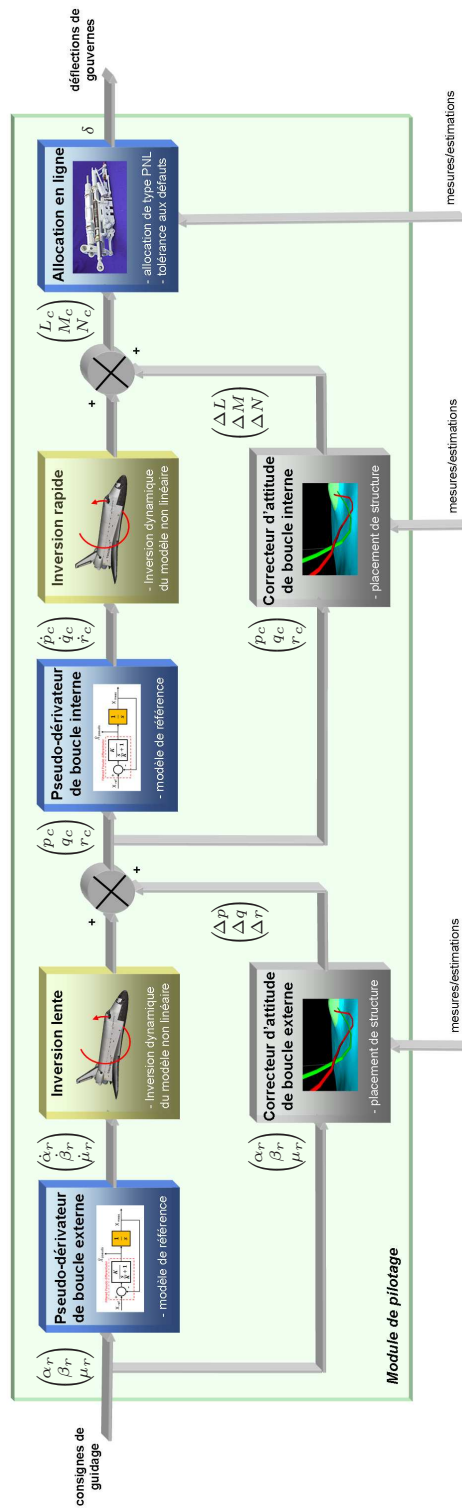 consignes de
guidage
(α_r
β_r
μ_r)
Pseudo-dérivateur
de boucle externe
- modèle de référence
(α̇_r
β̇_r
μ̇_r)
Inversion lente
- Inversion dynamique
du modèle non linéaire
+
+
(α_r
β_r
μ_r)
Correcteur d'attitude
de boucle externe
- placement de structure
mesures/estimations
(Δp
Δq
Δr)
(p_c
q_c
r_c)
Pseudo-dérivateur
de boucle interne
- modèle de référence
(ṗ_c
q̇_c
ṙ_c)
Inversion rapide
- Inversion dynamique
du modèle non linéaire
+
+
(p_c
q_c
r_c)
Correcteur d'attitude
de boucle interne
- placement de structure
mesures/estimations
(ΔL
ΔM
ΔN)
(L_c
M_c
N_c)
Allocation en ligne
- allocation de type PNL
- tolérance aux défauts
mesures/estimations
δ
déflections de
gouvernes
Module de pilotage